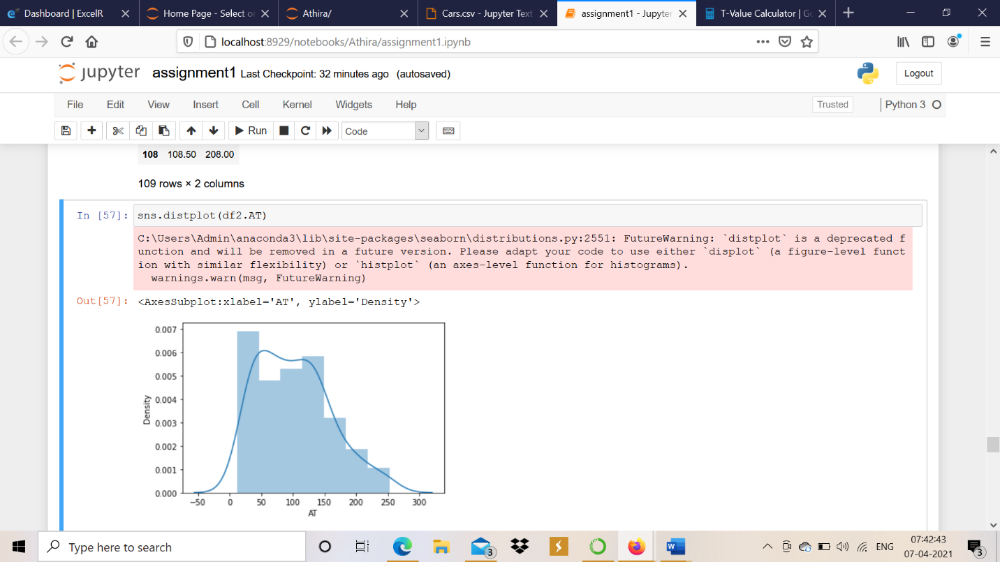 Dashboard | ExcelR
Home Page - Select or
Athira/
Cars.csv - Jupyter Text
assignment1 - Jupyter
T-Value Calculator | Go
localhost:8929/notebooks/Athira/assignment1.ipynb
jupyter assignment1 Last Checkpoint: 32 minutes ago (autosaved)
Logout
File Edit View Insert Cell Kernel Widgets Help
Trusted
Python 3
Run
Code
108 108.50 208.00
109 rows × 2 columns
In [57]: sns.distplot(df2.AT)
C:\Users\Admin\anaconda3\lib\site-packages\seaborn\distributions.py:2551: FutureWarning: `distplot` is a deprecated f
unction and will be removed in a future version. Please adapt your code to use either `displot` (a figure-level funct
ion with similar flexibility) or `histplot` (an axes-level function for histograms).
warnings.warn(msg, FutureWarning)
Out[57]: <AxesSubplot:xlabel='AT', ylabel='Density'>
0.007
0.006
0.005
0.004
0.003
0.002
0.001
0.000
Density
−50 0 50 100 150 200 250 300
AT
Type here to search
3
W
ENG
07:42:43
07-04-2021
3